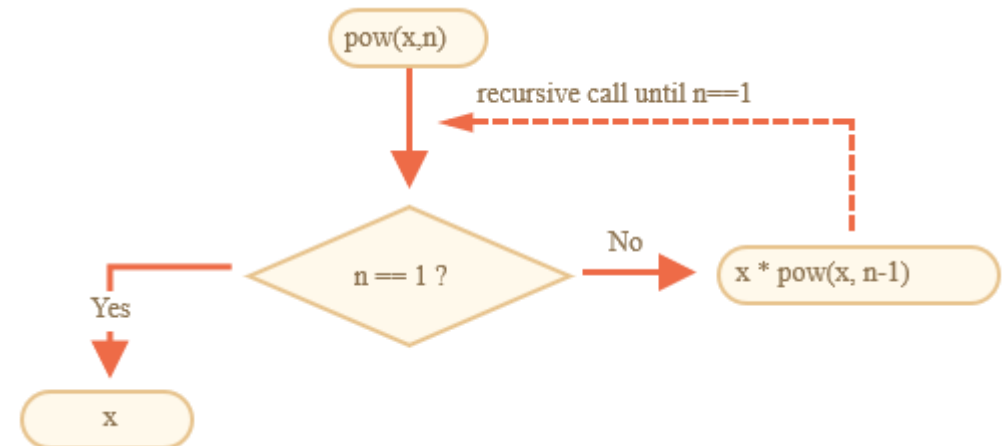 pow(x,n)
recursive call until n==1
n == 1 ?
No
x * pow(x, n-1)
Yes
x